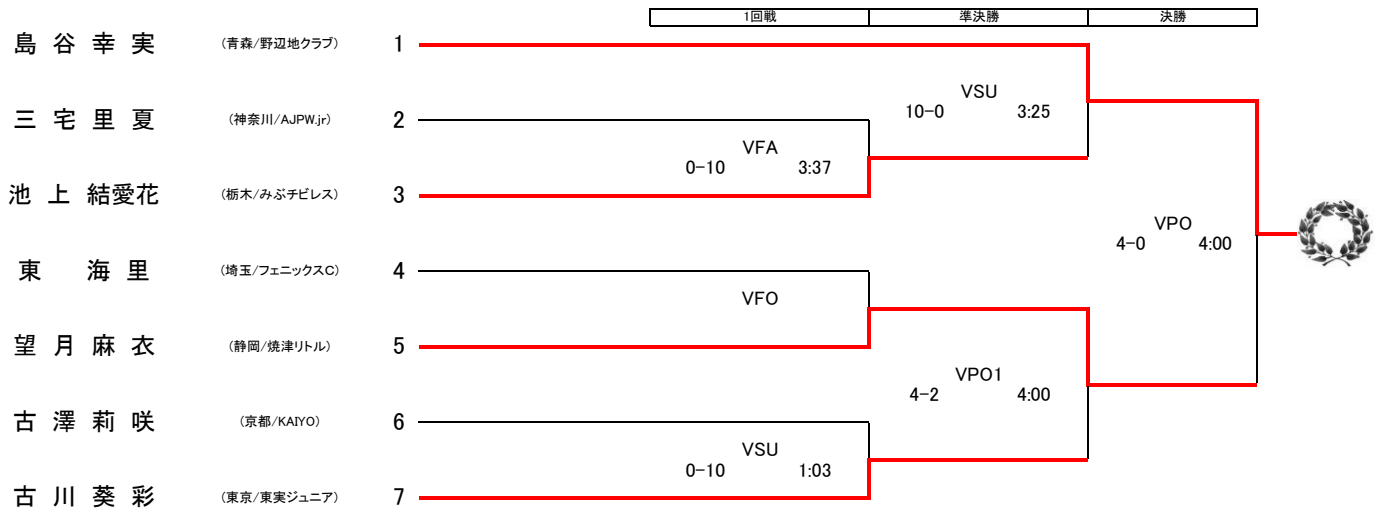 1回戦 準決勝 決勝
島谷幸実 (青森/野辺地クラブ) 1
VSU
10-0 3:25
三宅里夏 (神奈川/AJPW.jr) 2
VFA
0-10 3:37
池上結愛花 (栃木/みぶチビレス) 3
VPO
4-0 4:00
東海里 (埼玉/フェニックスC) 4
VFO
望月麻衣 (静岡/焼津リトル) 5
VPO1
4-2 4:00
古澤莉咲 (京都/KAIYO) 6
VSU
0-10 1:03
古川葵彩 (東京/東実ジュニア) 7